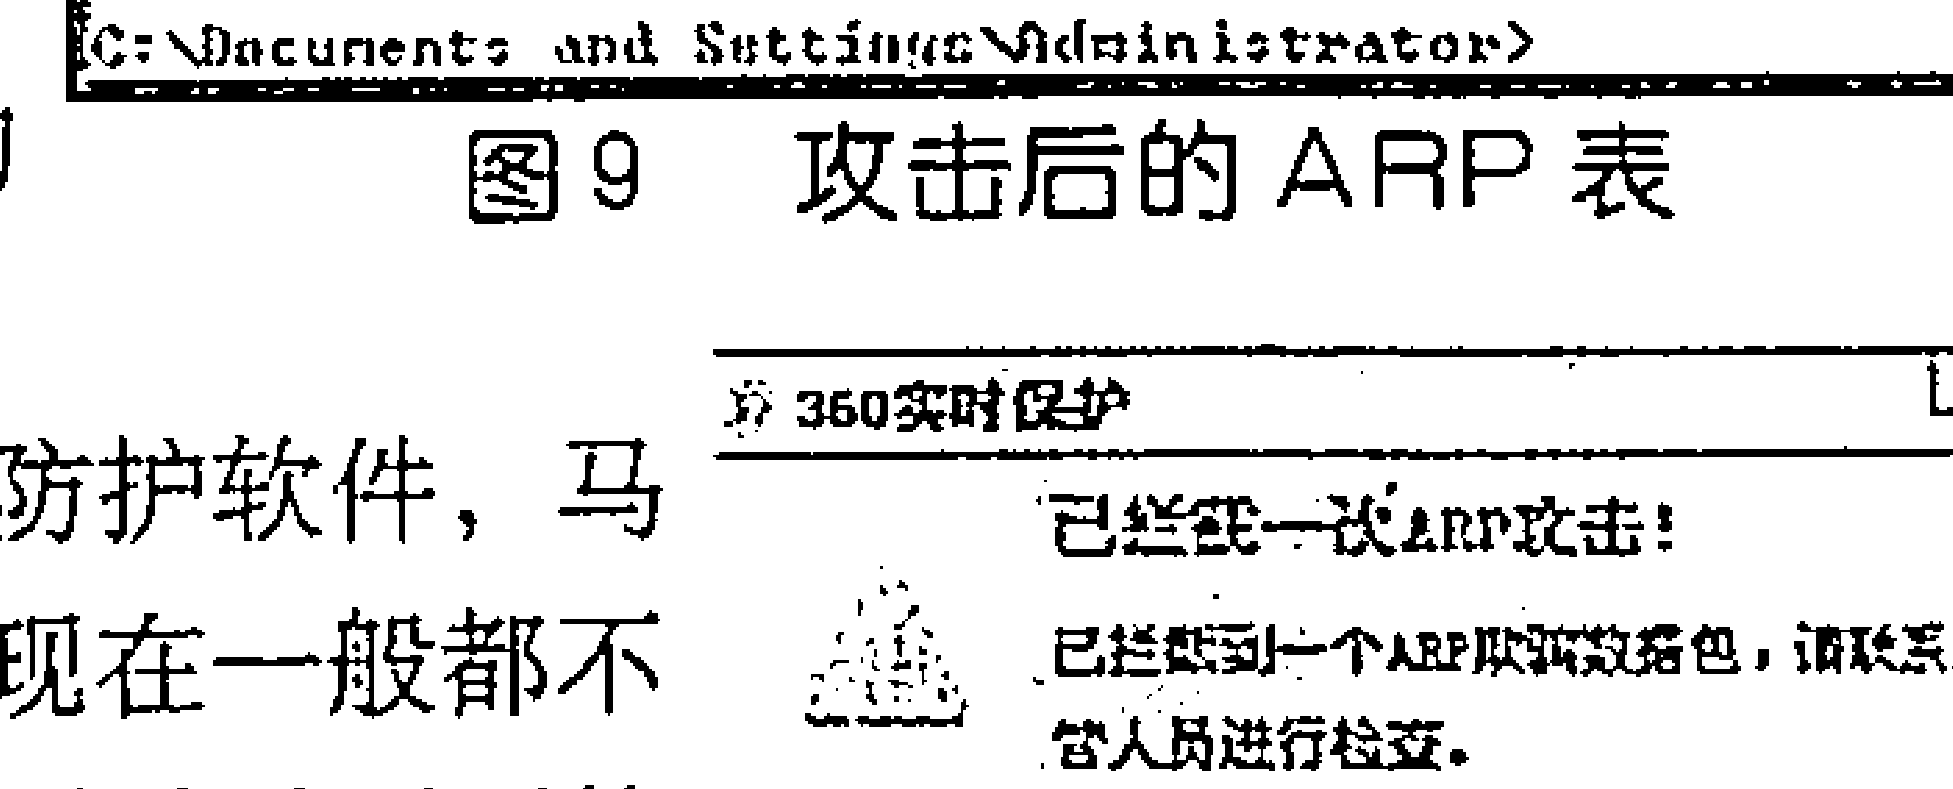 C:\Documents and Settings\Administrator>
图9 攻击后的ARP表
360实时保护
防护软件，马
已拦截一次ARP攻击！
现在一般都不
已拦截到一个ARP欺骗数据包，请联系
管人员进行检查。